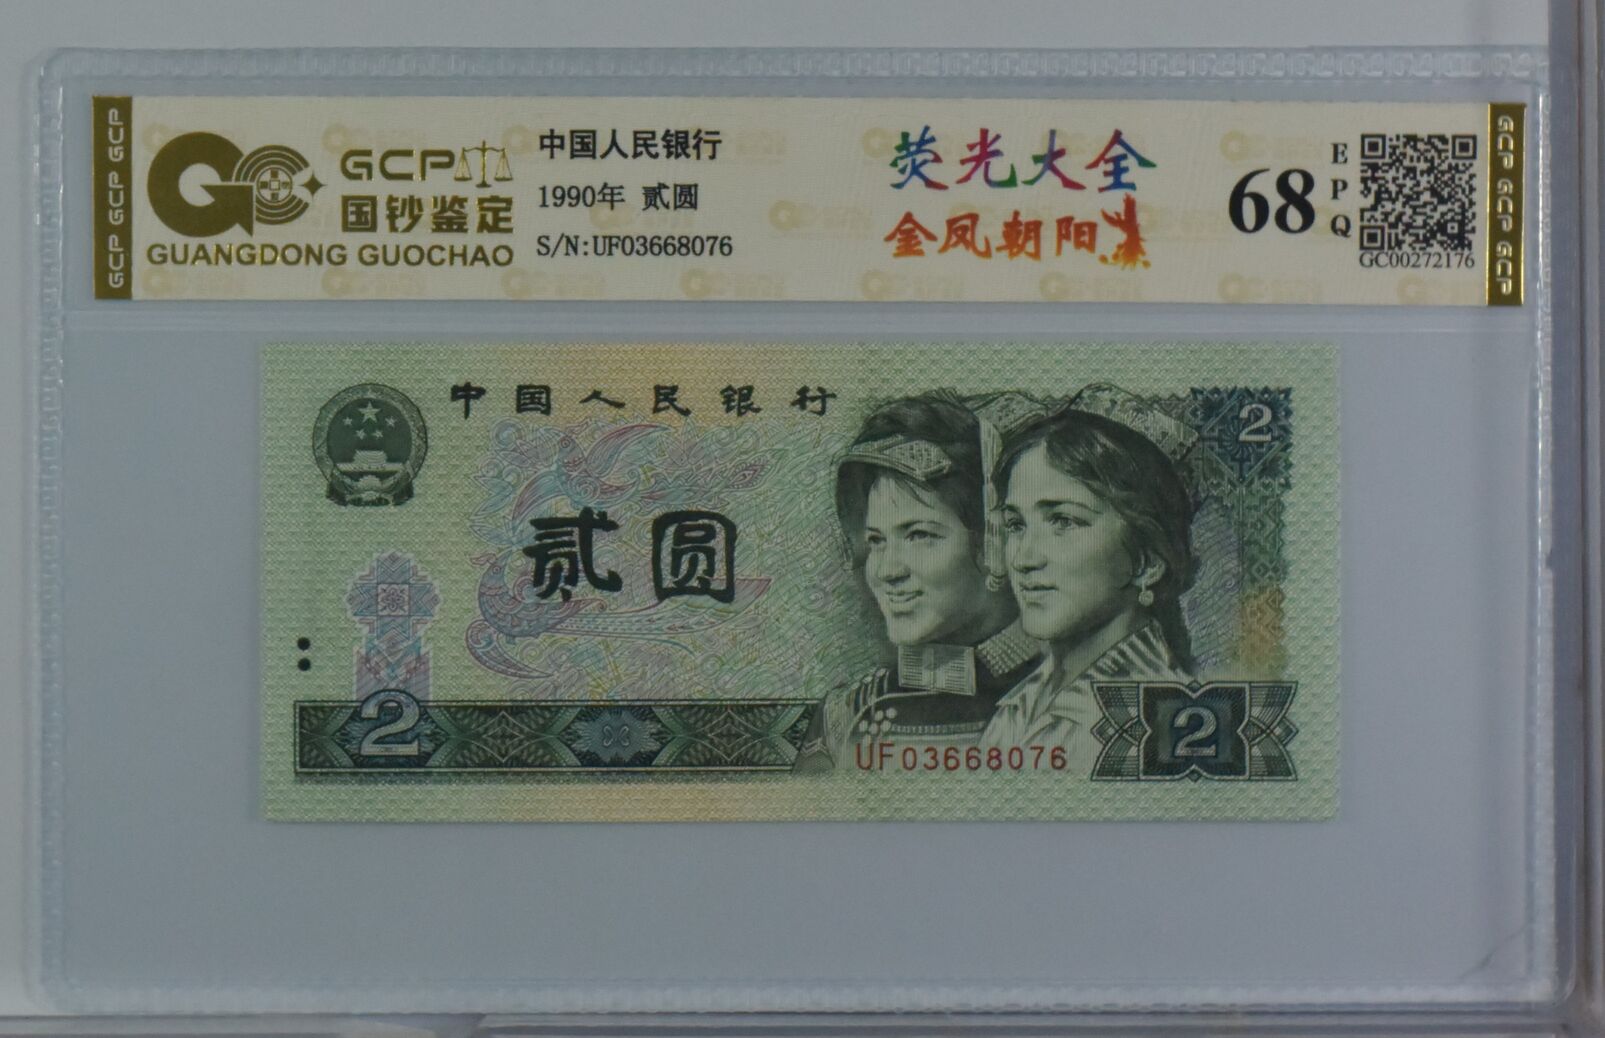 GCP GCP GCP
GCP
国钞鉴定
GUANGDONG GUOCHAO
中国人民银行
1990年 贰圆
S/N:UF03668076
荧光大全
金凤朝阳
68
EPQ
GC00272176
GCP GCP GCP
中国人民银行
2
贰圆
2
2
UF03668076